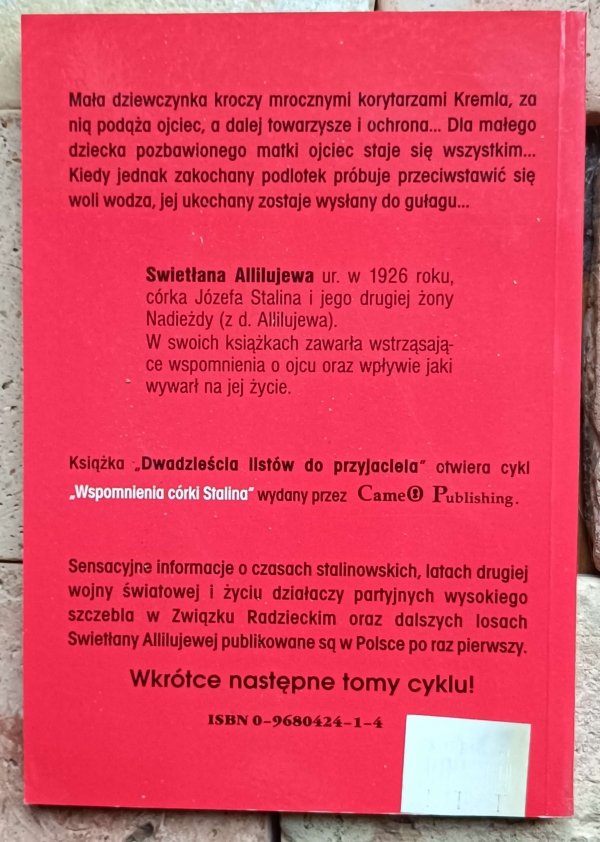 Mała dziewczynka kroczy mrocznymi korytarzami Kremla, za
nią podąża ojciec, a dalej towarzysze i ochrona... Dla małego
dziecka pozbawionego matki ojciec staje się wszystkim...
Kiedy jednak zakochany podlotek próbuje przeciwstawić się
woli wodza, jej ukochany zostaje wysłany do gułagu...
Swietłana Allilujewa ur. w 1926 roku,
córka Józefa Stalina i jego drugiej żony
Nadieżdy (z d. Allilujewa).
W swoich książkach zawarła wstrząsają-
ce wspomnienia o ojcu oraz wpływie jaki
wywarł na jej życie.
Książka „Dwadzieścia listów do przyjaciela" otwiera cykl
„Wspomnienia córki Stalina" wydany przez CameO Publishing.
Sensacyjne informacje o czasach stalinowskich, latach drugiej
wojny światowej i życiu działaczy partyjnych wysokiego
szczebla w Związku Radzieckim oraz dalszych losach
Swietłany Allilujewej publikowane są w Polsce po raz pierwszy.
Wkrótce następne tomy cyklu!
ISBN 0-9680424-1-4